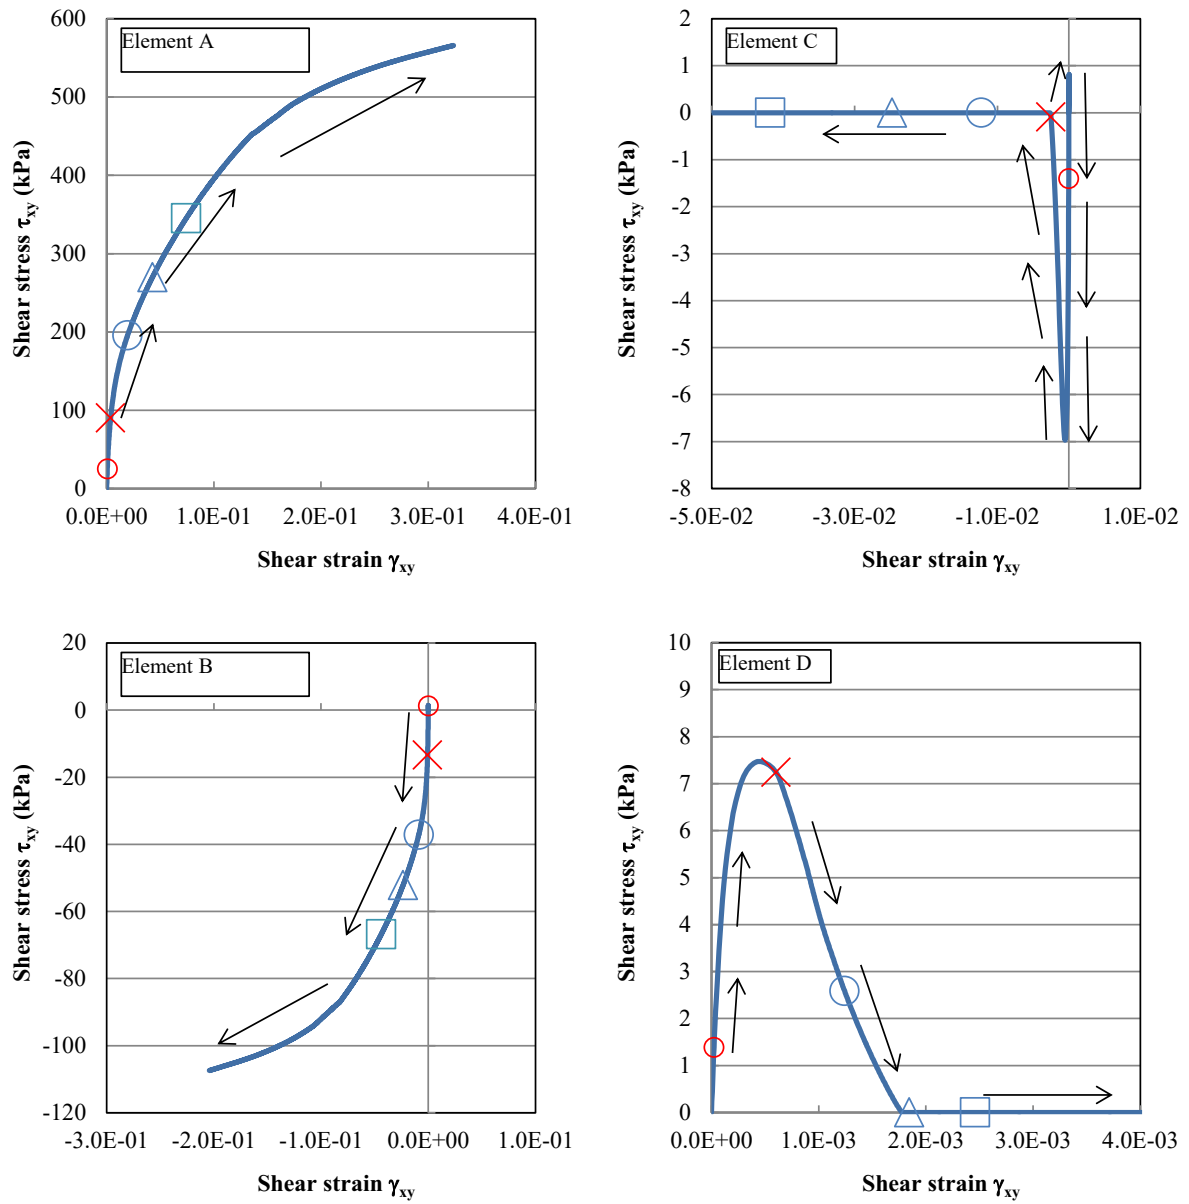 Element A
600
500
400
300
200
100
0
0.0E+00 1.0E-01 2.0E-01 3.0E-01 4.0E-01
Shear strain γxy
Shear stress τxy (kPa)
Element C
2
1
0
-1
-2
-3
-4
-5
-6
-7
-8
-5.0E-02 -3.0E-02 -1.0E-02 1.0E-02
Shear strain γxy
Shear stress τxy (kPa)
Element B
20
0
-20
-40
-60
-80
-100
-120
-3.0E-01 -2.0E-01 -1.0E-01 0.0E+00 1.0E-01
Shear strain γxy
Shear stress τxy (kPa)
Element D
10
9
8
7
6
5
4
3
2
1
0
0.0E+00 1.0E-03 2.0E-03 3.0E-03 4.0E-03
Shear strain γxy
Shear stress τxy (kPa)